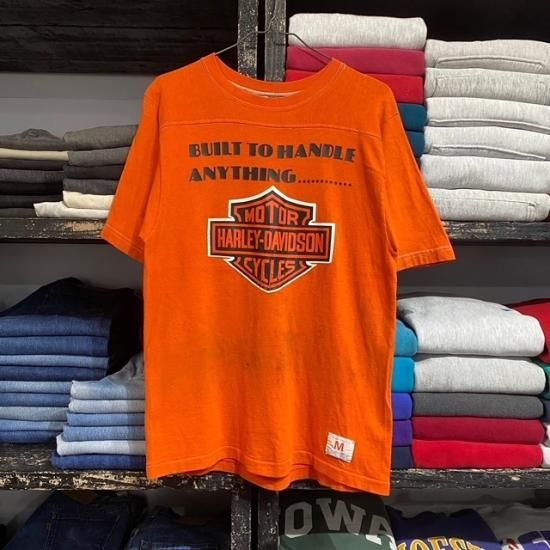 BUILT TO HANDLE
ANYTHING............
MOTOR
HARLEY-DAVIDSON
CYCLES
M